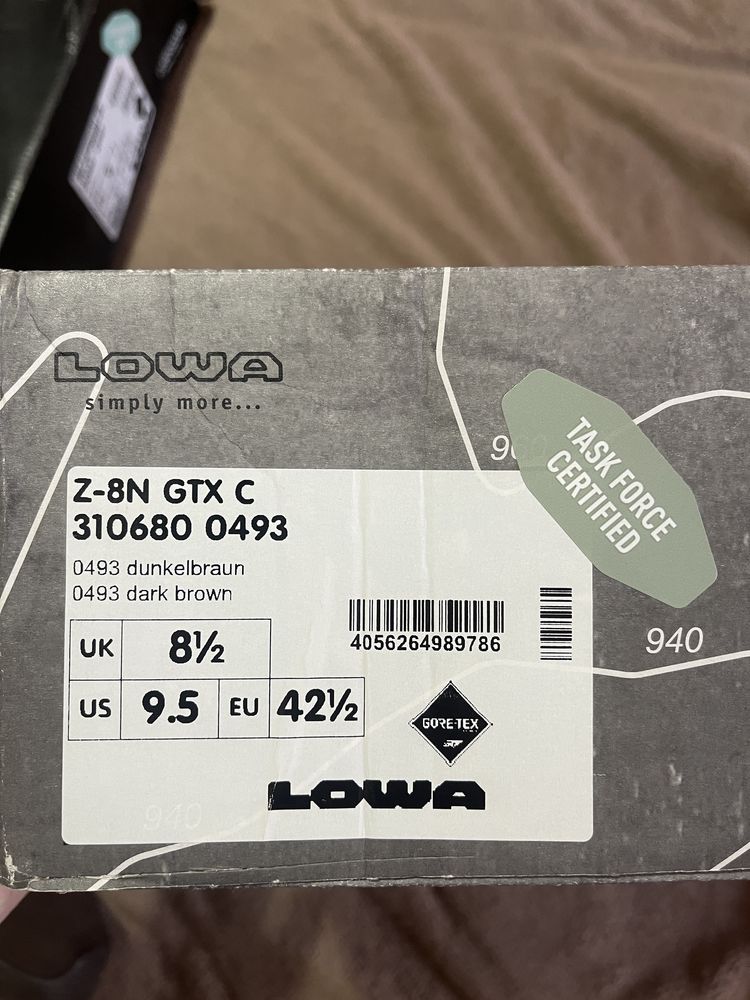 LOWA
simply more...
TASK FORCE
CERTIFIED
Z-8N GTX C
310680 0493
0493 dunkelbraun
0493 dark brown
4056264989786
UK 8½
940
US 9.5 EU 42½
GORE-TEX
LOWA
940